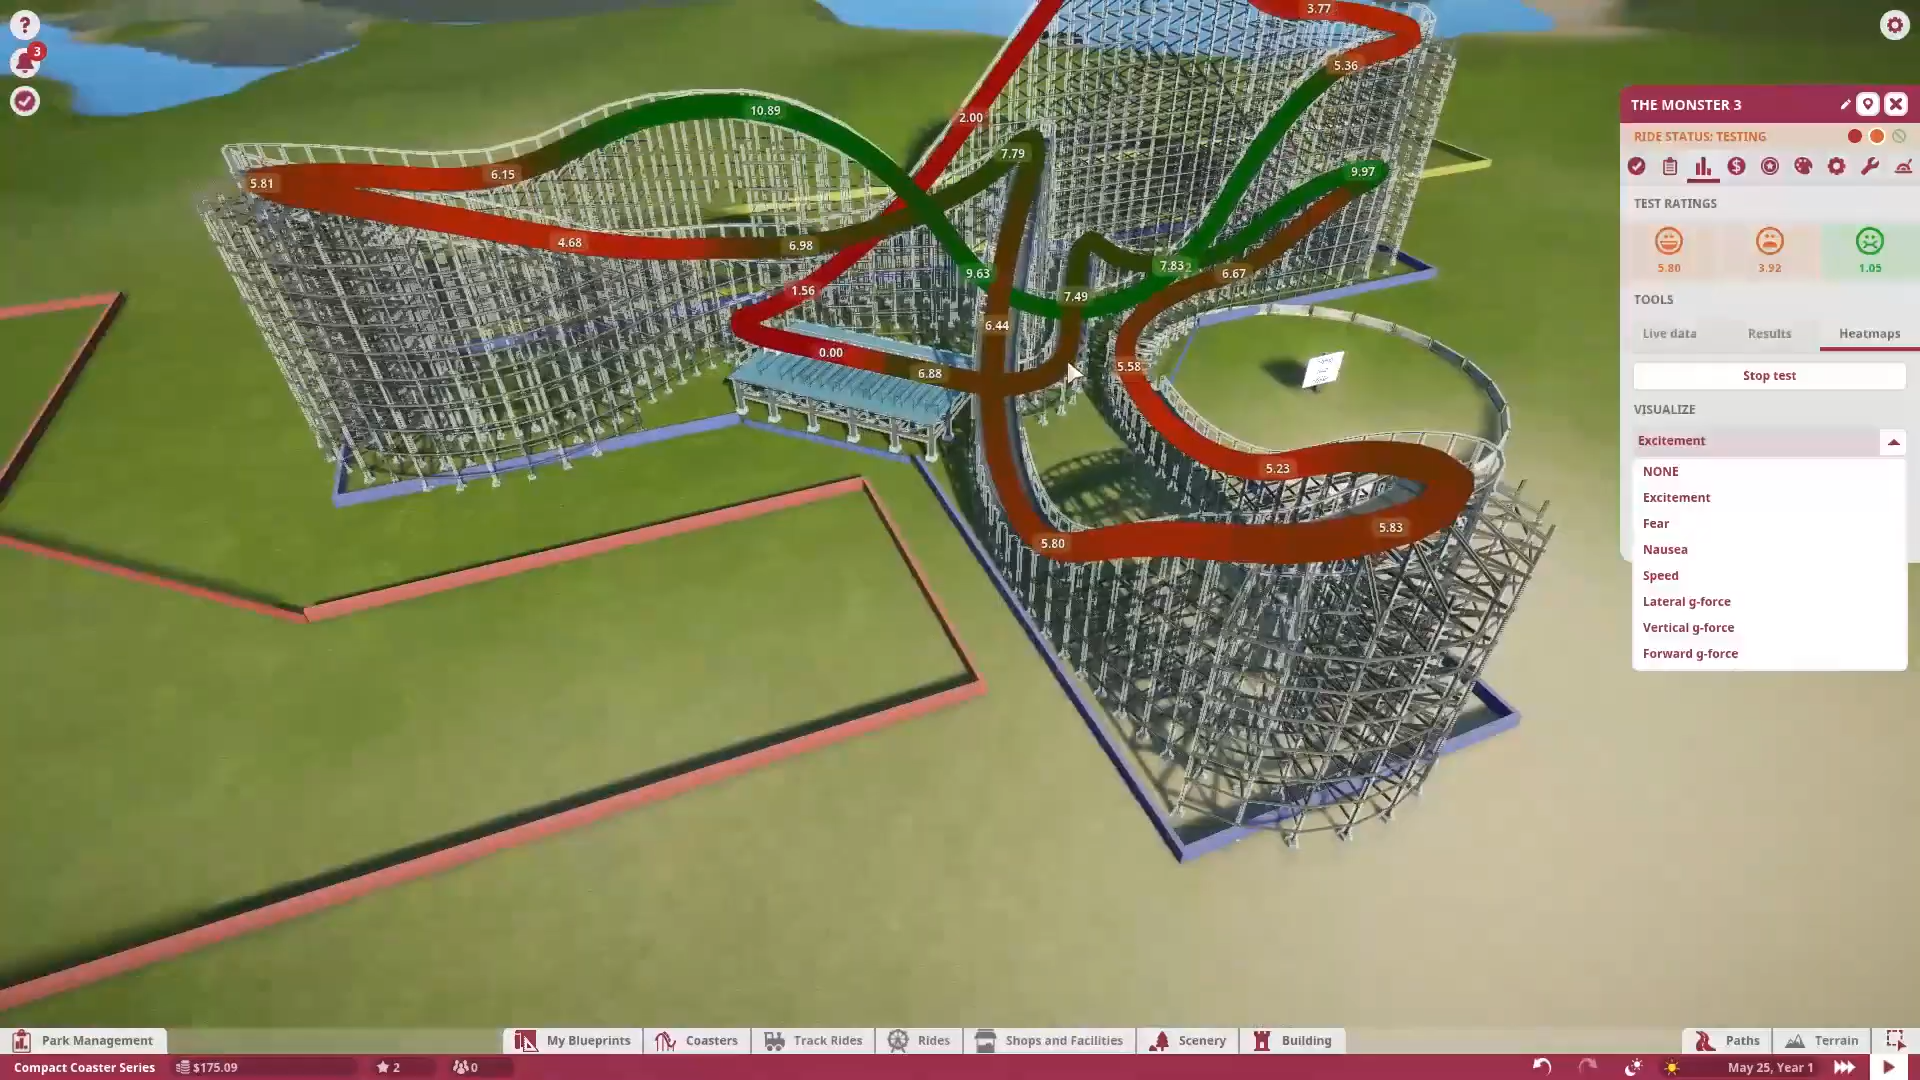 ?
3
THE MONSTER 3
RIDE STATUS: TESTING
TEST RATINGS
5.80
3.92
1.05
TOOLS
Live data
Results
Heatmaps
Stop test
VISUALIZE
Excitement
NONE
Excitement
Fear
Nausea
Speed
Lateral g-force
Vertical g-force
Forward g-force
3.77
5.36
10.89
2.00
7.79
6.15
5.81
9.97
4.68
6.98
9.63
7.83
6.67
1.56
7.49
6.44
0.00
6.88
5.58
5.23
5.83
5.80
Park Management
My Blueprints
Coasters
Track Rides
Rides
Shops and Facilities
Scenery
Building
Paths
Terrain
Compact Coaster Series
$175.09
2
0
May 25, Year 1